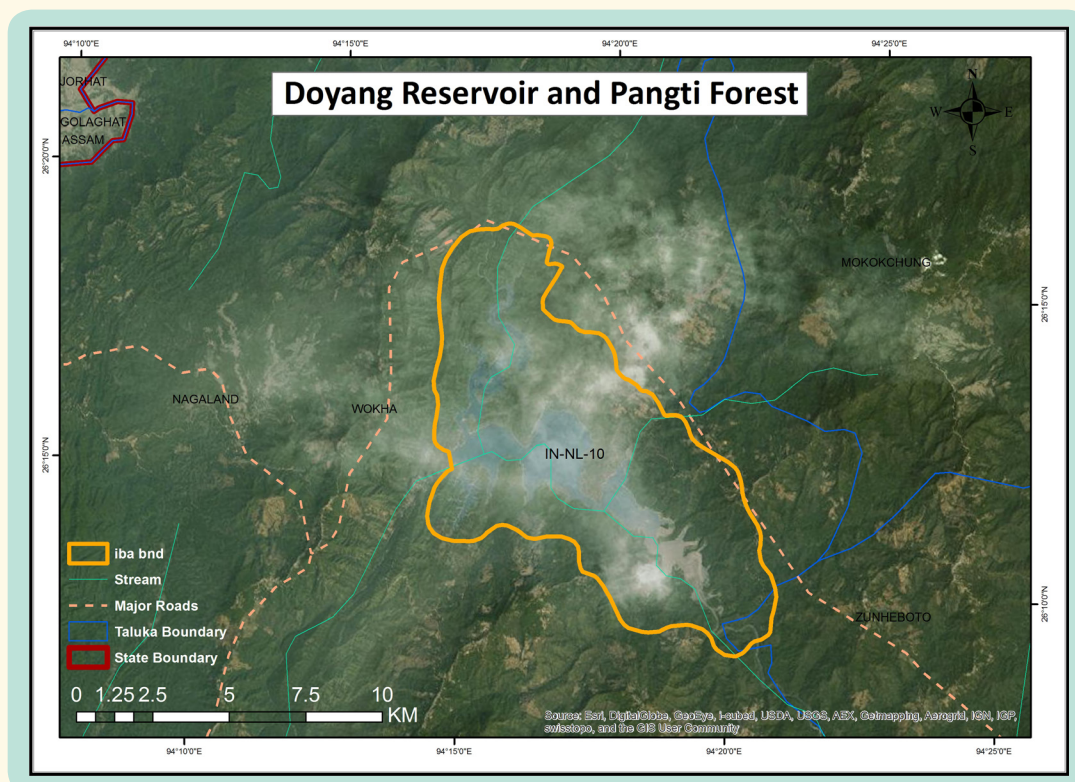 94°10'0"E 94°15'0"E 94°20'0"E 94°25'0"E
Doyang Reservoir and Pangti Forest
N
W E
S
JORHAT
GOLAGHAT
ASSAM
26°20'0"N
MOKOKCHUNG
26°15'0"N
NAGALAND
WOKHA
26°15'0"N
IN-NL-10
26°10'0"N
ZUNHEBOTO
iba bnd
Stream
Major Roads
Taluka Boundary
State Boundary
0 1.25 2.5 5 7.5 10
KM
Source: Esri, DigitalGlobe, GeoEye, i-cubed, USDA, USGS, AEX, Getmapping, Aerogrid, IGN, IGP,
swisstopo, and the GIS User Community
94°10'0"E 94°15'0"E 94°20'0"E 94°25'0"E